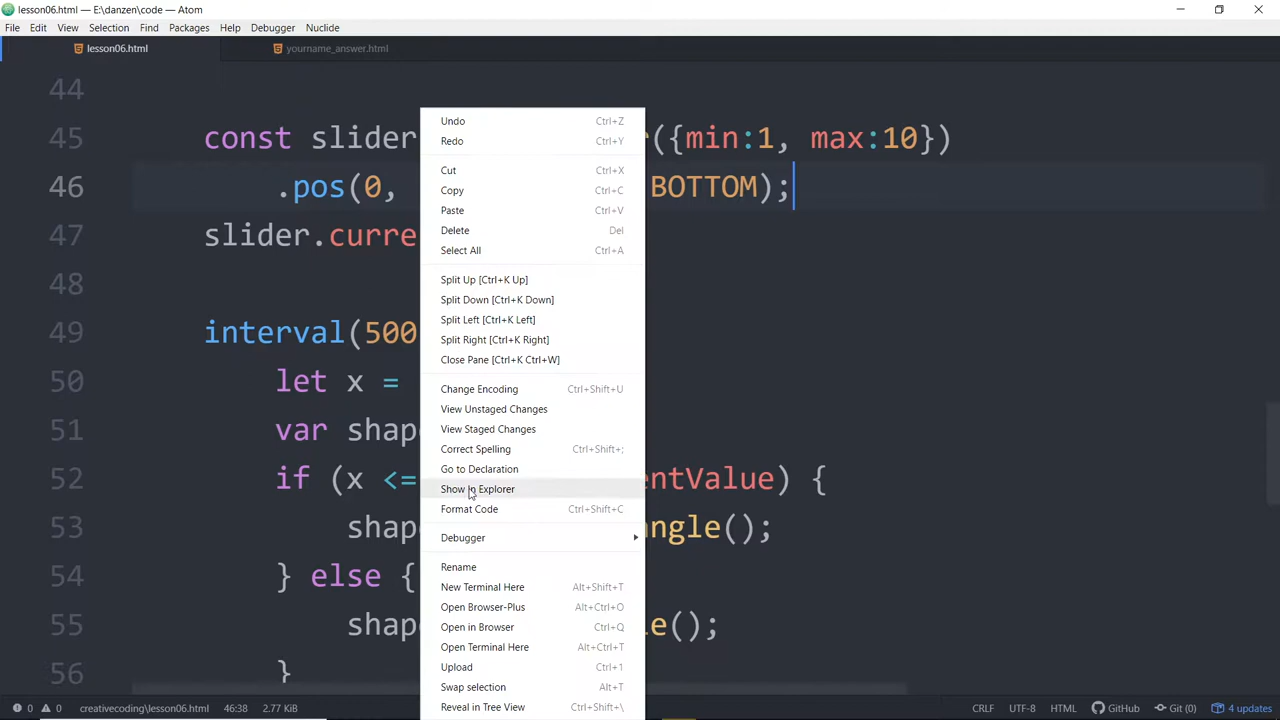 lesson06.html — E:\danzen\code — Atom
File Edit View Selection Find Packages Help Debugger Nuclide
lesson06.html yourname_answer.html
44
45 const slider r({min:1, max:10})
46 .pos(0, BOTTOM);
47 slider.curre
48
49 interval(500
50 let x =
51 var shap
52 if (x <= entValue) {
53 shap angle();
54 } else {
55 shap le();
56 }
Undo Ctrl+Z
Redo Ctrl+Y
Cut Ctrl+X
Copy Ctrl+C
Paste Ctrl+V
Delete Del
Select All Ctrl+A
Split Up [Ctrl+K Up]
Split Down [Ctrl+K Down]
Split Left [Ctrl+K Left]
Split Right [Ctrl+K Right]
Close Pane [Ctrl+K Ctrl+W]
Change Encoding Ctrl+Shift+U
View Unstaged Changes
View Staged Changes
Correct Spelling Ctrl+Shift+;
Go to Declaration
Show in Explorer
Format Code Ctrl+Shift+C
Debugger
Rename
New Terminal Here Alt+Shift+T
Open Browser-Plus Alt+Ctrl+O
Open in Browser Ctrl+Q
Open Terminal Here Alt+Ctrl+T
Upload Ctrl+1
Swap selection Alt+T
Reveal in Tree View Ctrl+Shift+\
0 0 creativecoding\lesson06.html 46:38 2.77 KiB CRLF UTF-8 HTML GitHub Git (0) 4 updates